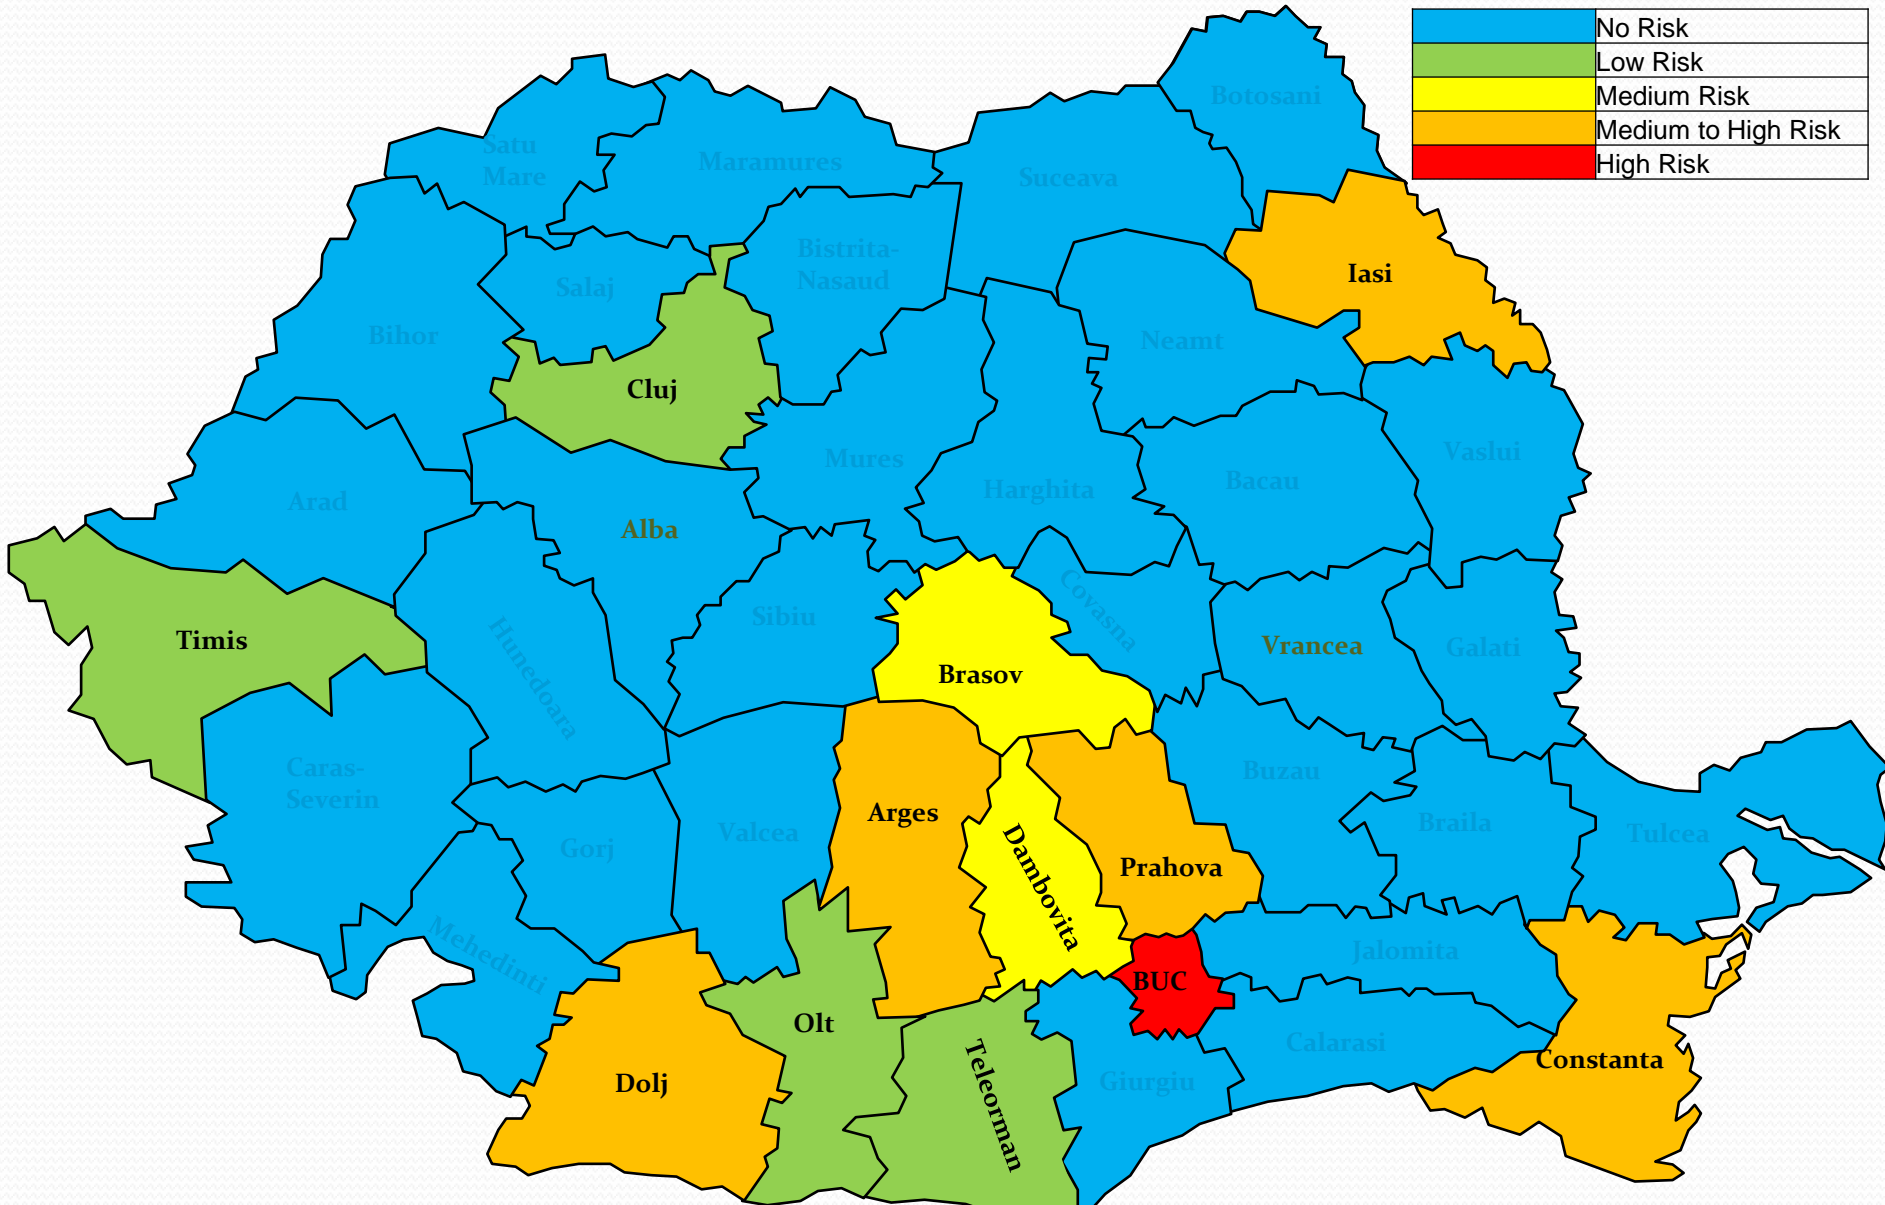 No Risk
Low Risk
Medium Risk
Medium to High Risk
High Risk
Botosani
Satu
Mare
Maramures
Suceava
Bistrita-
Nasaud
Iasi
Salaj
Bihor
Neamt
Cluj
Mures
Vaslui
Bacau
Harghita
Arad
Alba
Covasna
Sibiu
Timis
Hunedoara
Vrancea
Galati
Brasov
Caras-
Severin
Buzau
Arges
Braila
Tulcea
Valcea
Gorj
Prahova
Dambovita
Mehedinti
Jalomita
BUC
Olt
Calarasi
Constanta
Dolj
Giurgiu
Teleorman